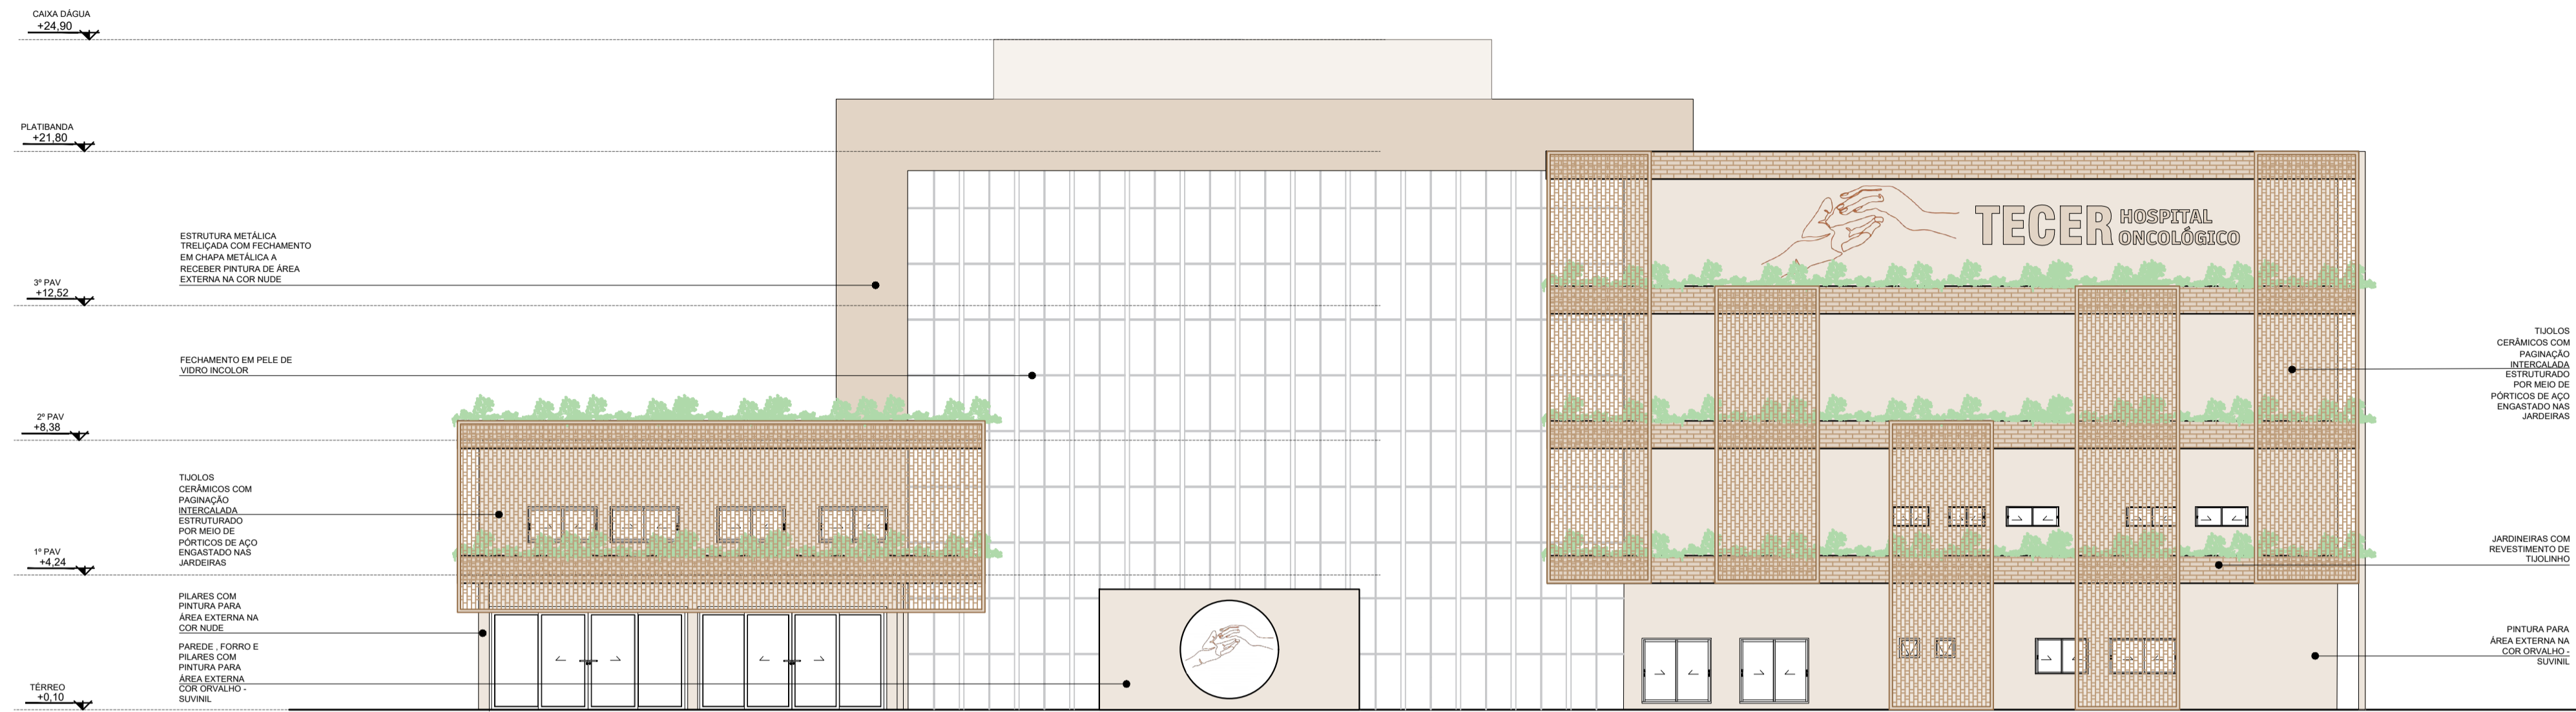 CAIXA DÁGUA
+24,90
PLATIBANDA
+21,80
ESTRUTURA METÁLICA
TRELIÇADA COM FECHAMENTO
EM CHAPA METÁLICA A
RECEBER PINTURA DE ÁREA
EXTERNA NA COR NUDE
3º PAV
+12,52
FECHAMENTO EM PELE DE
VIDRO INCOLOR
2º PAV
+8,38
TIJOLOS
CERÂMICOS COM
PAGINAÇÃO
INTERCALADA
ESTRUTURADO
POR MEIO DE
PÓRTICOS DE AÇO
ENGASTADO NAS
JARDEIRAS
1º PAV
+4,24
PILARES COM
PINTURA PARA
ÁREA EXTERNA NA
COR NUDE
PAREDE , FORRO E
PILARES COM
PINTURA PARA
ÁREA EXTERNA
COR ORVALHO -
SUVINIL
TÉRREO
+0,10
TECER HOSPITAL
ONCOLÓGICO
TIJOLOS
CERÂMICOS COM
PAGINAÇÃO
INTERCALADA
ESTRUTURADO
POR MEIO DE
PÓRTICOS DE AÇO
ENGASTADO NAS
JARDEIRAS
JARDINEIRAS COM
REVESTIMENTO DE
TIJOLINHO
PINTURA PARA
ÁREA EXTERNA NA
COR ORVALHO -
SUVINIL